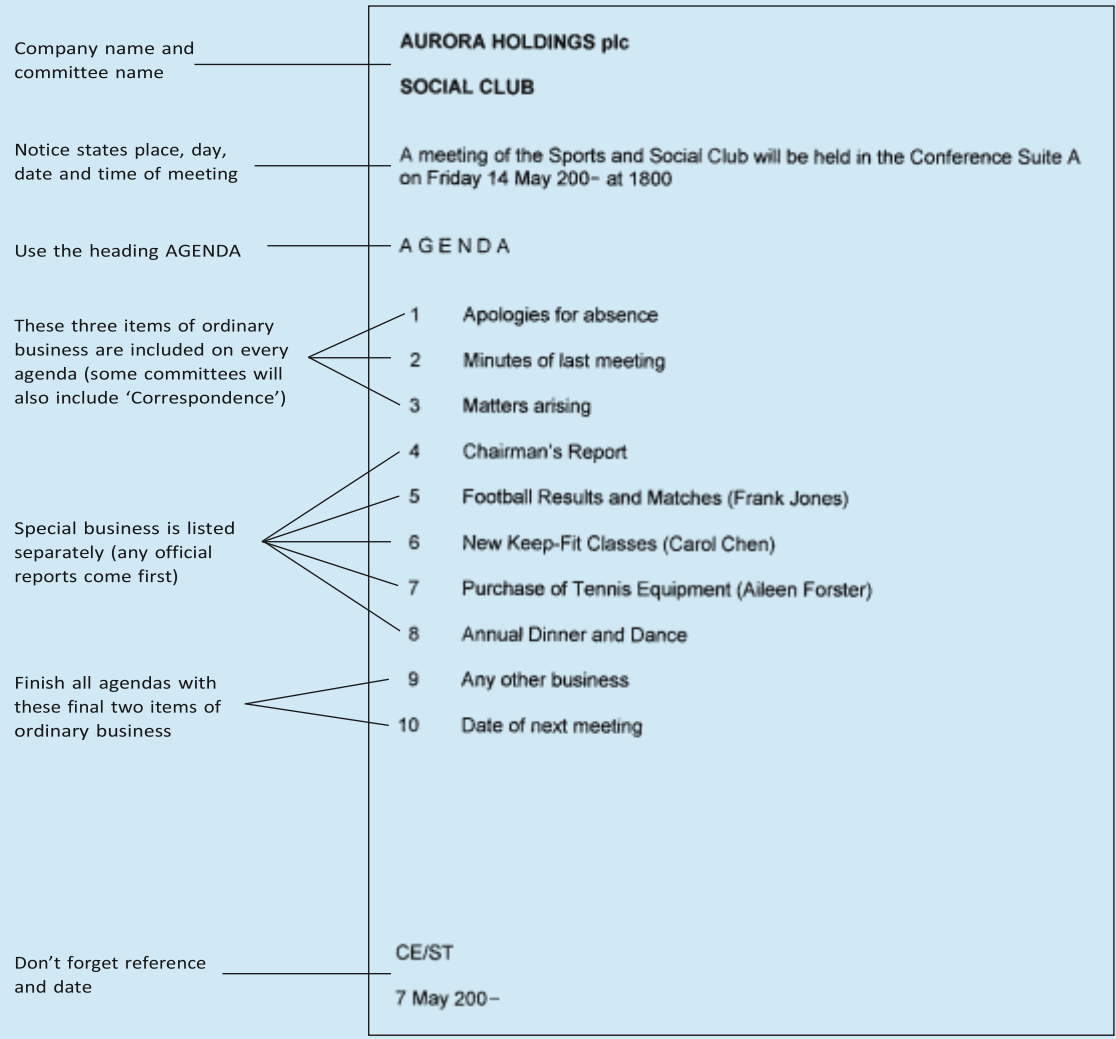 Company name and
committee name
AURORA HOLDINGS plc
SOCIAL CLUB
Notice states place, day,
date and time of meeting
A meeting of the Sports and Social Club will be held in the Conference Suite A
on Friday 14 May 200– at 1800
Use the heading AGENDA
A G E N D A
These three items of ordinary
business are included on every
agenda (some committees will
also include ‘Correspondence’)
1 Apologies for absence
2 Minutes of last meeting
3 Matters arising
Special business is listed
separately (any official
reports come first)
4 Chairman's Report
5 Football Results and Matches (Frank Jones)
6 New Keep-Fit Classes (Carol Chen)
7 Purchase of Tennis Equipment (Aileen Forster)
8 Annual Dinner and Dance
Finish all agendas with
these final two items of
ordinary business
9 Any other business
10 Date of next meeting
Don’t forget reference
and date
CE/ST
7 May 200–